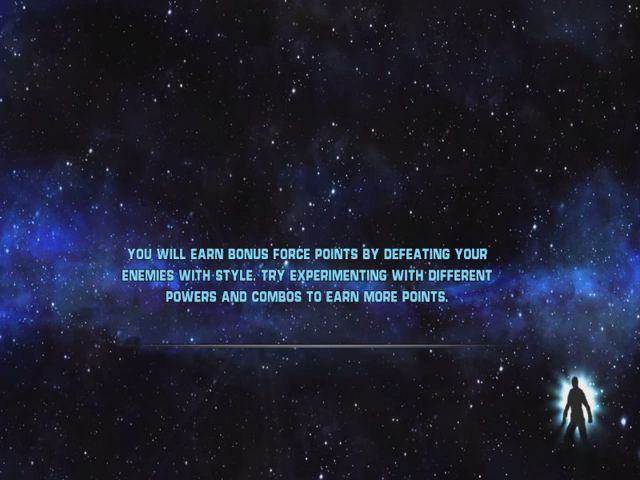 YOU WILL EARN BONUS FORCE POINTS BY DEFEATING YOUR
ENEMIES WITH STYLE. TRY EXPERIMENTING WITH DIFFERENT
POWERS AND COMBOS TO EARN MORE POINTS.